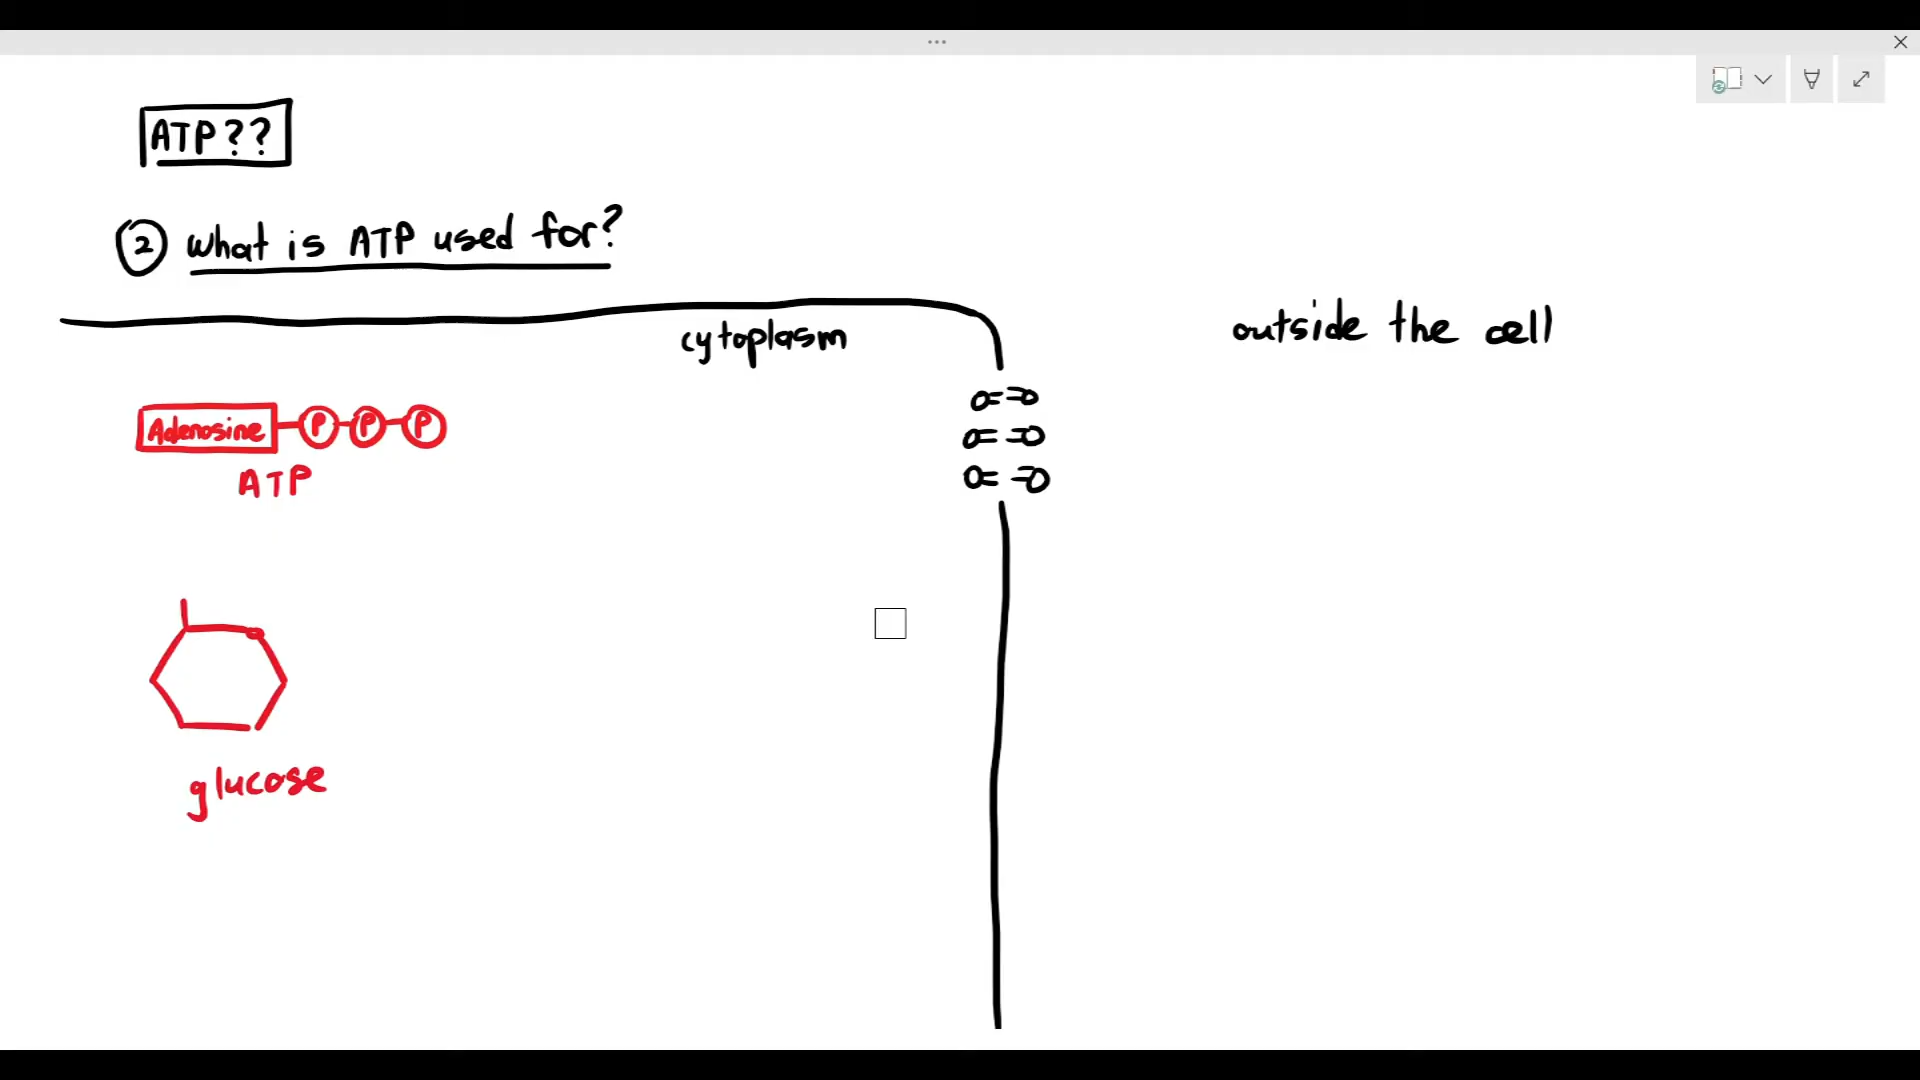 ATP??
② What is ATP used for?
cytoplasm
outside the cell
Adenosine P P P
ATP
glucose